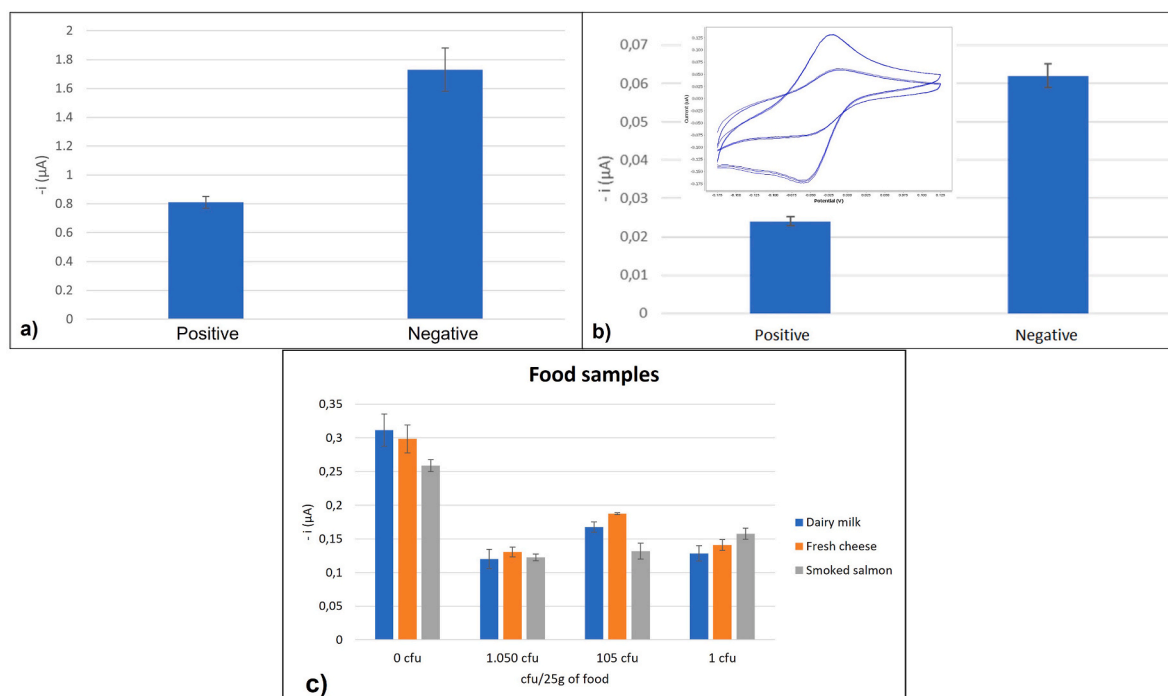 2
1.8
1.6
1.4
1.2
1
0.8
0.6
0.4
0.2
0
- i (µA)
Positive
Negative
a)
0,07
0,06
0,05
0,04
0,03
0,02
0,01
0
- i (µA)
Current (µA)
Potential (V)
Positive
Negative
b)
Food samples
0,35
0,3
0,25
0,2
0,15
0,1
0,05
0
- i (µA)
0 cfu
1.050 cfu
105 cfu
1 cfu
cfu/25g of food
Dairy milk
Fresh cheese
Smoked salmon
c)